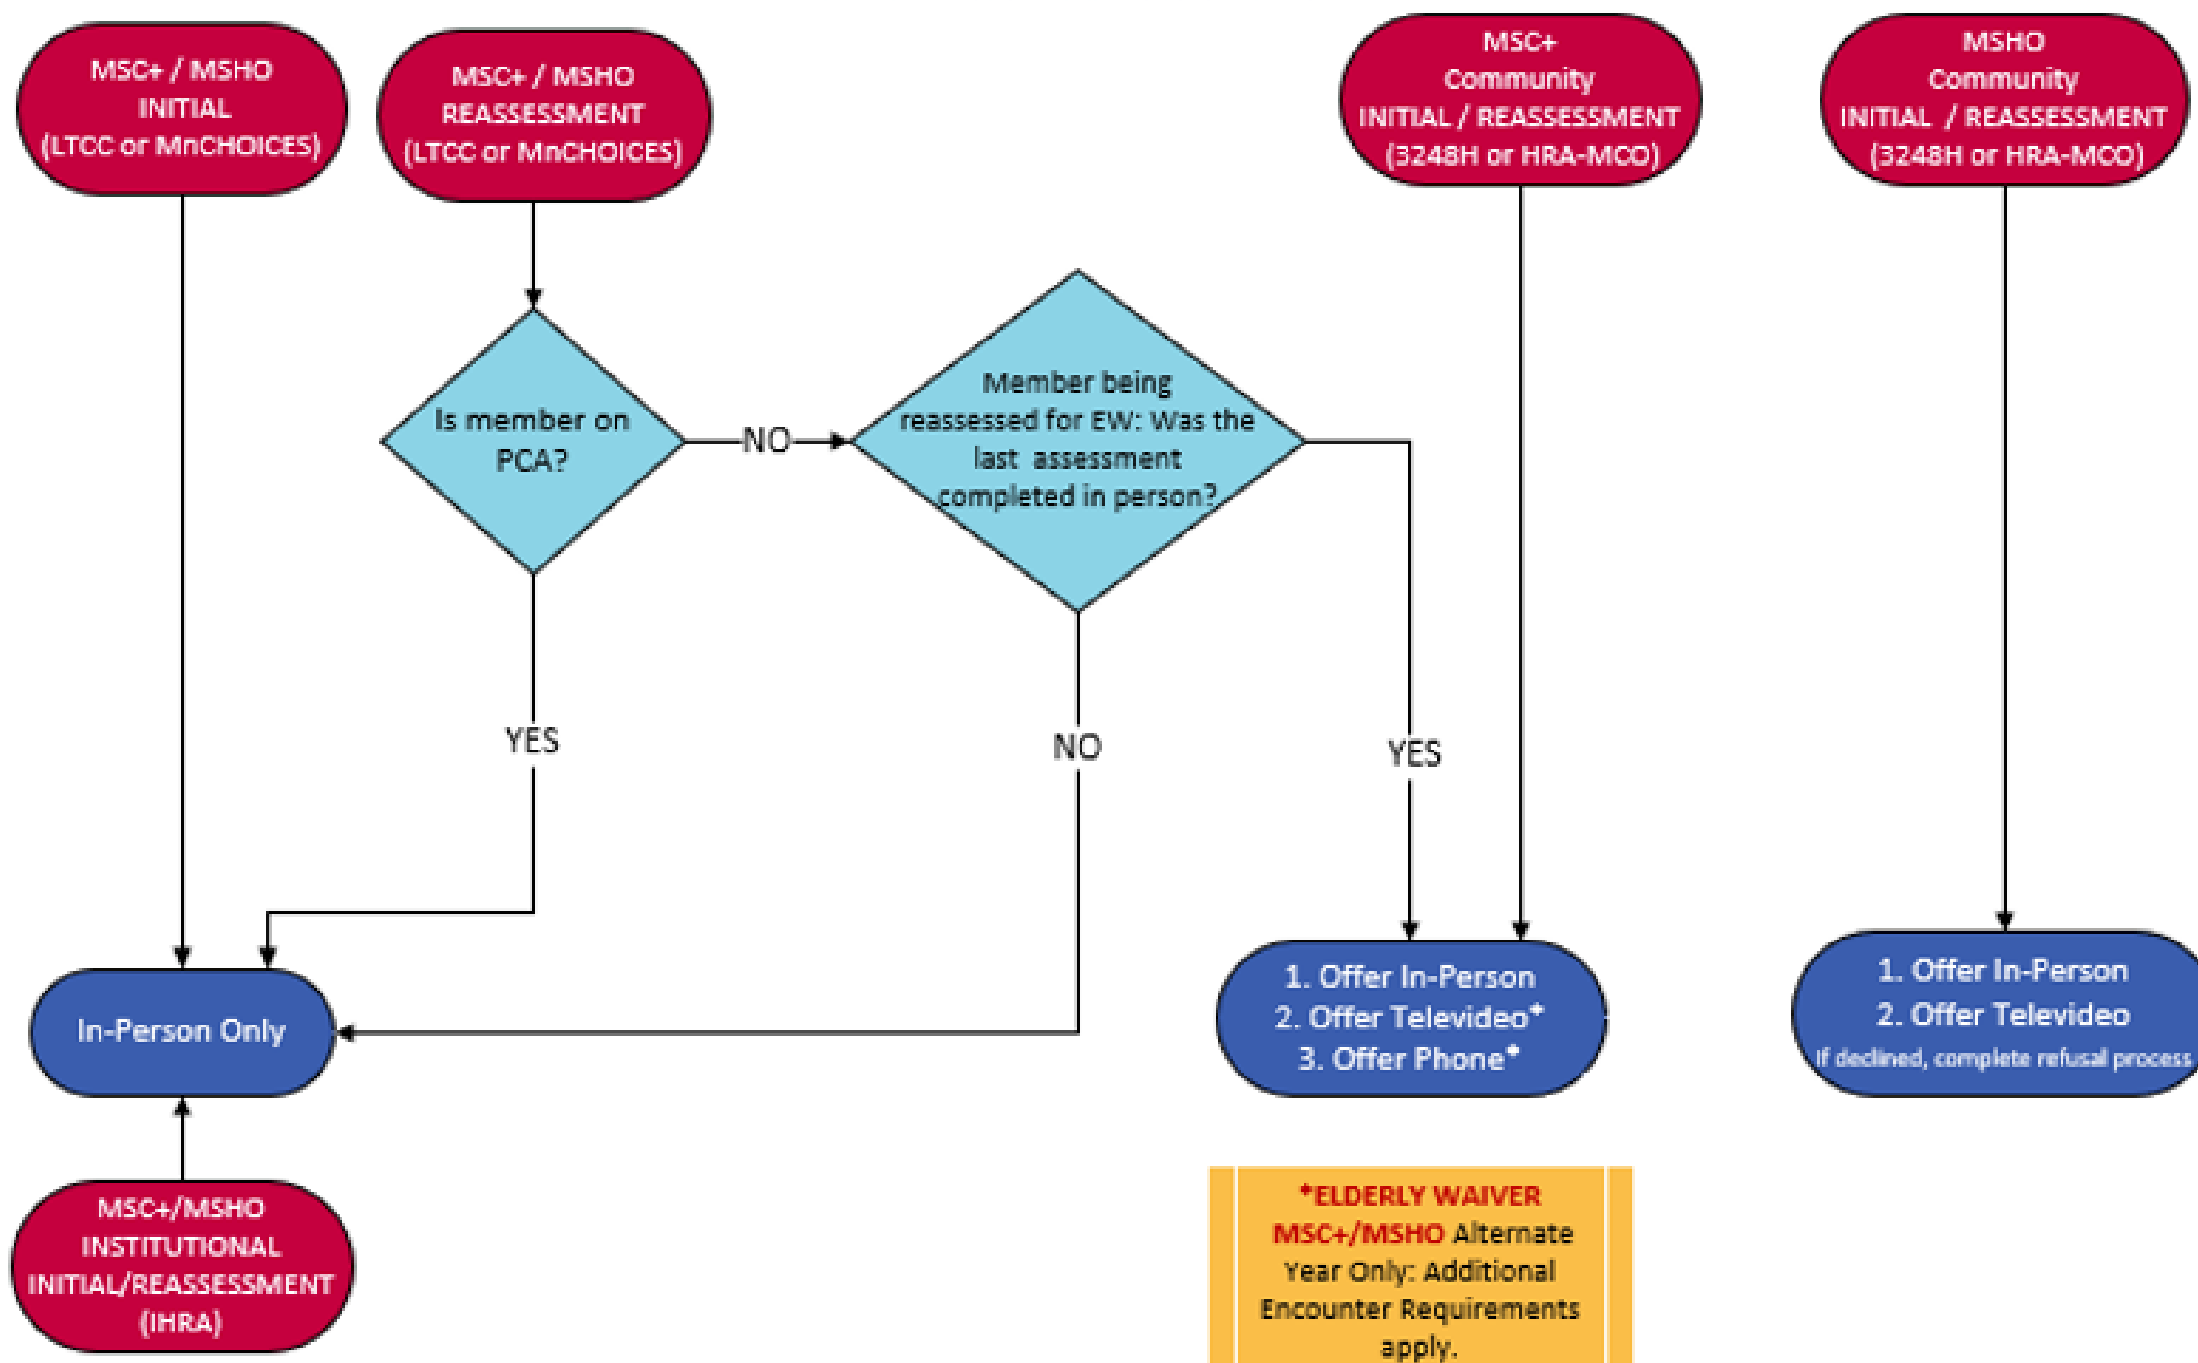 MSC+ / MSHO
INITIAL
(LTCC or MnCHOICES)
MSC+ / MSHO
REASSESSMENT
(LTCC or MnCHOICES)
MSC+
Community
INITIAL / REASSESSMENT
(3248H or HRA-MCO)
MSHO
Community
INITIAL / REASSESSMENT
(3248H or HRA-MCO)
Is member on
PCA?
NO
Member being
reassessed for EW: Was the
last assessment
completed in person?
YES
NO
YES
In-Person Only
1. Offer In-Person
2. Offer Televideo*
3. Offer Phone*
1. Offer In-Person
2. Offer Televideo
If declined, complete refusal process
MSC+/MSHO
INSTITUTIONAL
INITIAL/REASSESSMENT
(IHRA)
*ELDERLY WAIVER
MSC+/MSHO Alternate
Year Only: Additional
Encounter Requirements
apply.